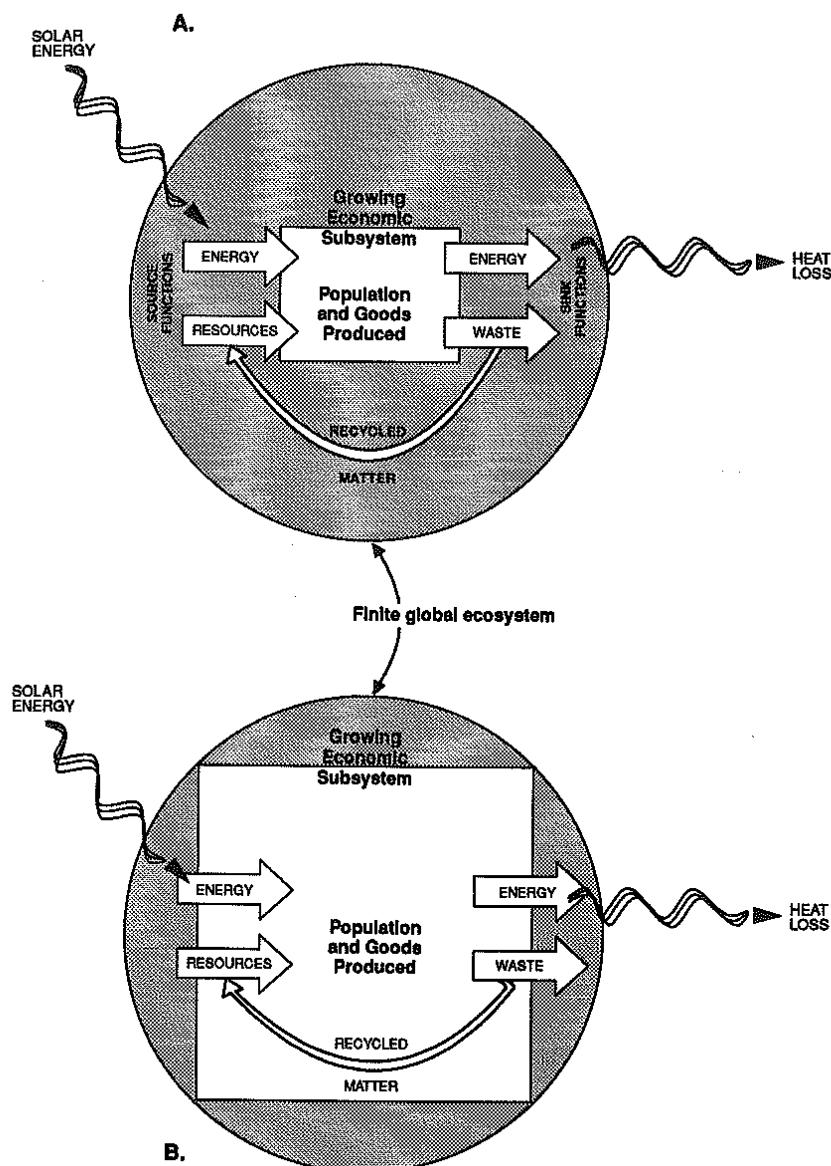 A.
SOLAR
ENERGY
Growing
Economic
Subsystem
SOURCE
FUNCTIONS
ENERGY
RESOURCES
Population
and Goods
Produced
ENERGY
WASTE
SINK
FUNCTIONS
HEAT
LOSS
RECYCLED
MATTER
Finite global ecosystem
SOLAR
ENERGY
Growing
Economic
Subsystem
ENERGY
RESOURCES
Population
and Goods
Produced
ENERGY
WASTE
HEAT
LOSS
RECYCLED
MATTER
B.